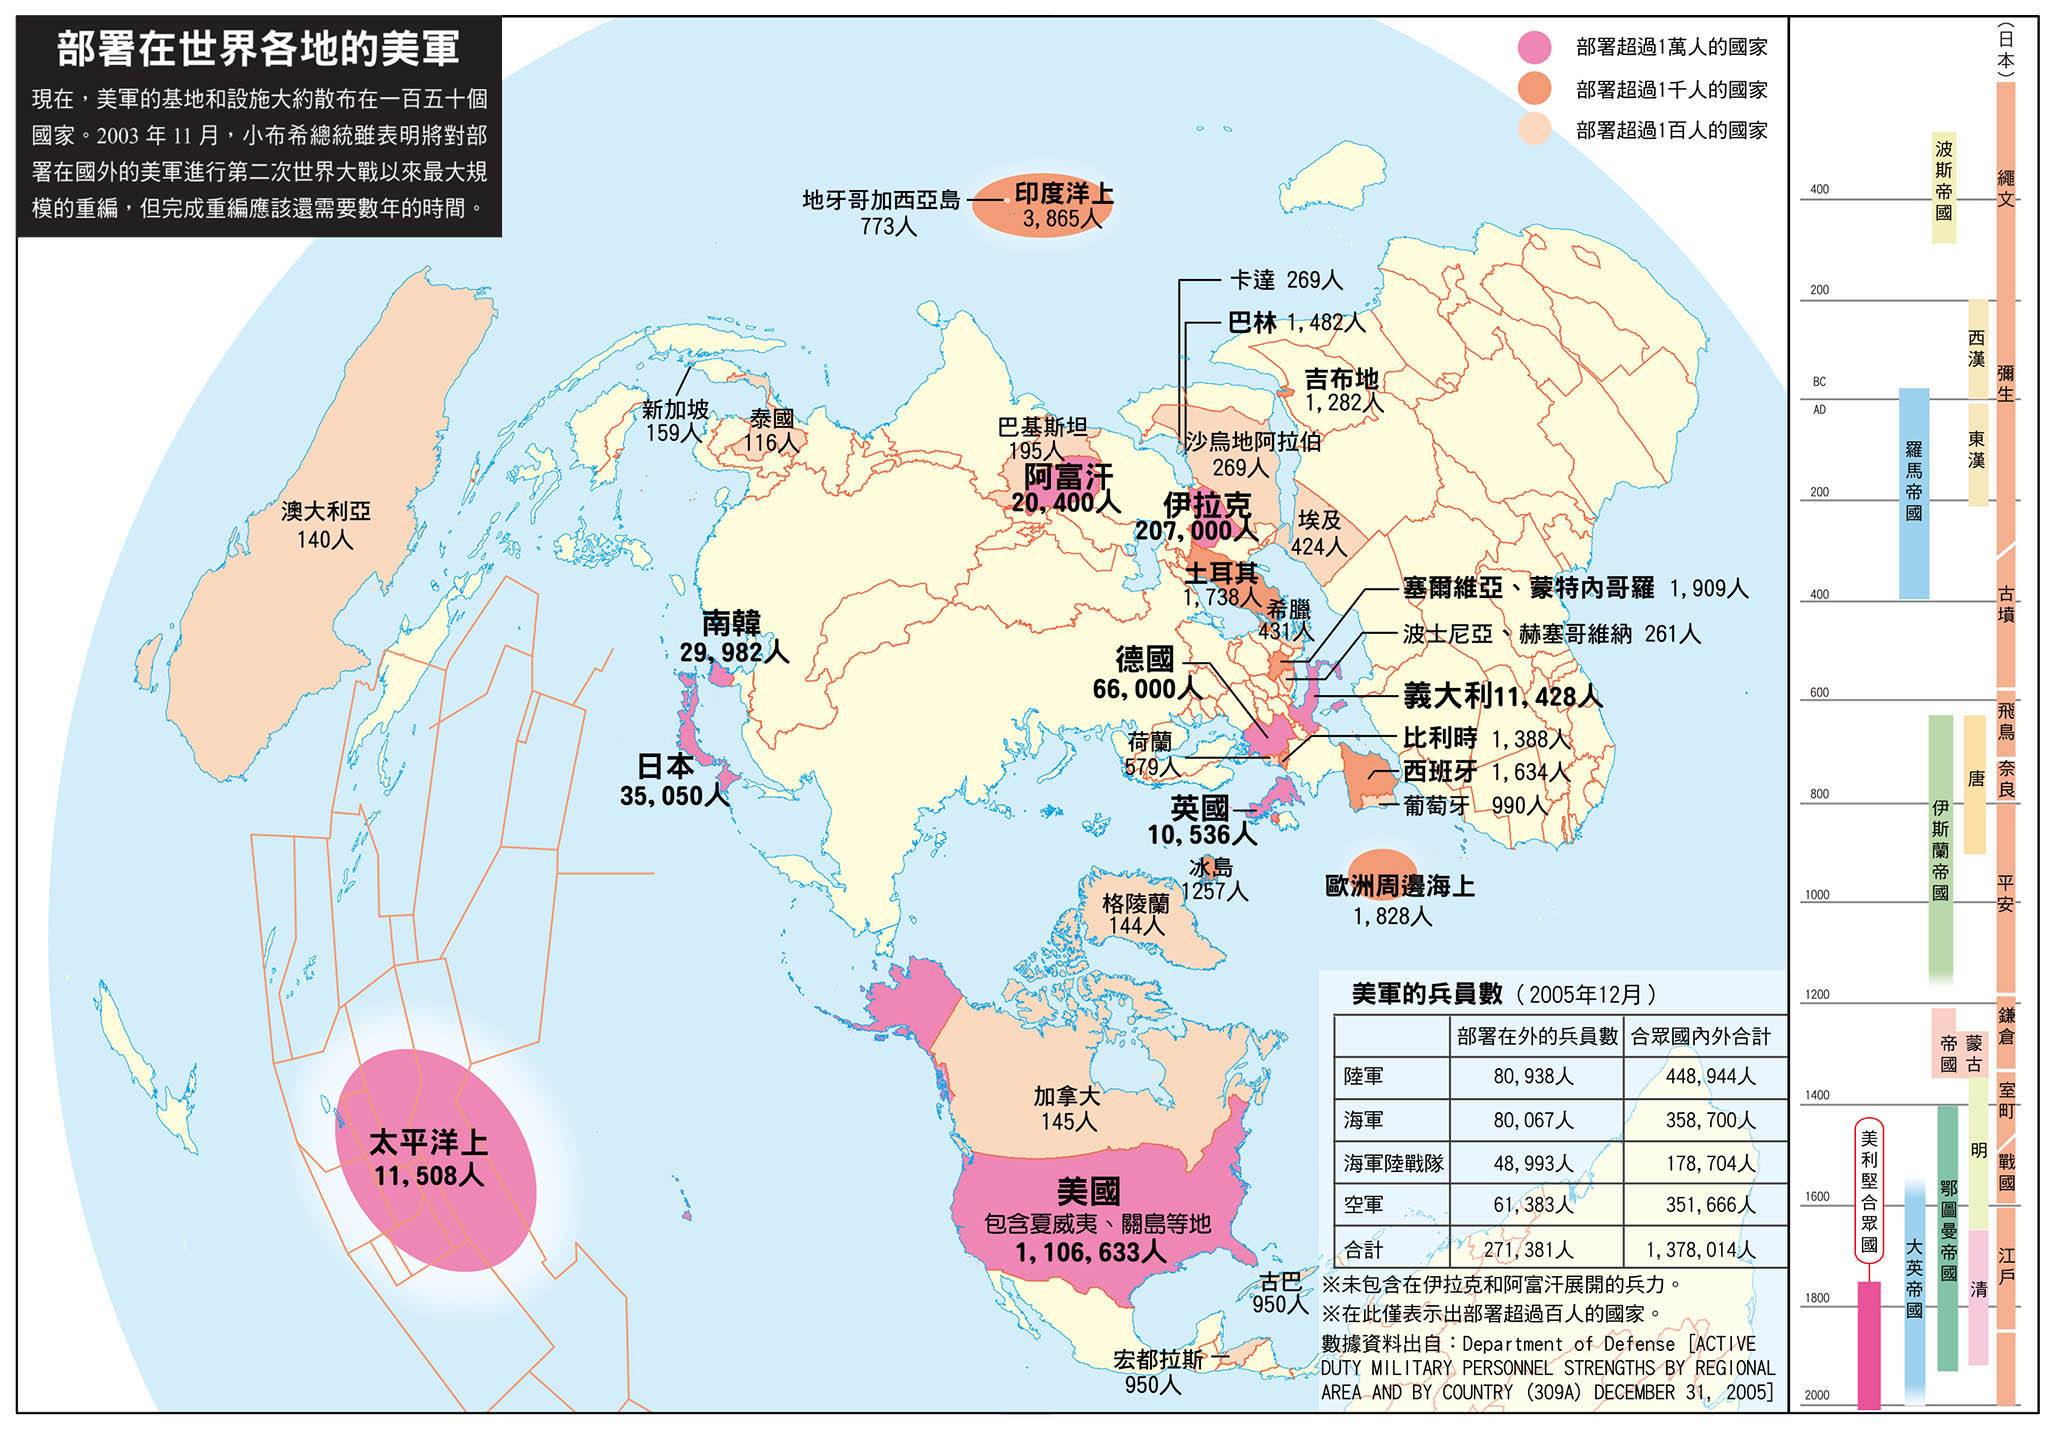 部署在世界各地的美軍
現在，美軍的基地和設施大約散布在一百五十個
國家。2003 年 11 月，小布希總統雖表明將對部
署在國外的美軍進行第二次世界大戰以來最大規
模的重編，但完成重編應該還需要數年的時間。
部署超過1萬人的國家
部署超過1千人的國家
部署超過1百人的國家
地牙哥加西亞島
773人
印度洋上
3,865人
卡達 269人
巴林 1,482人
吉布地
1,282人
新加坡
159人
泰國
116人
巴基斯坦
195人
阿富汗
20,400人
沙烏地阿拉伯
269人
伊拉克
207,000人
埃及
424人
澳大利亞
140人
土耳其
1,738人
希臘
431人
塞爾維亞、蒙特內哥羅 1,909人
波士尼亞、赫塞哥維納 261人
南韓
29,982人
德國
66,000人
義大利11,428人
荷蘭
579人
比利時 1,388人
西班牙 1,634人
葡萄牙 990人
日本
35,050人
英國
10,536人
冰島
1257人
歐洲周邊海上
1,828人
格陵蘭
144人
加拿大
145人
太平洋上
11,508人
美國
包含夏威夷、關島等地
1,106,633人
古巴
950人
宏都拉斯
950人
美軍的兵員數（2005年12月）
部署在外的兵員數 合眾國內外合計
陸軍 80,938人 448,944人
海軍 80,067人 358,700人
海軍陸戰隊 48,993人 178,704人
空軍 61,383人 351,666人
合計 271,381人 1,378,014人
※未包含在伊拉克和阿富汗展開的兵力。
※在此僅表示出部署超過百人的國家。
數據資料出自：Department of Defense [ACTIVE
DUTY MILITARY PERSONNEL STRENGTHS BY REGIONAL
AREA AND BY COUNTRY (309A) DECEMBER 31, 2005]
（日本）
400
200
BC
AD
200
400
600
800
1000
1200
1400
1600
1800
2000
美利堅合眾國
羅馬帝國
大英帝國
波斯帝國
伊斯蘭帝國
蒙古
帝國
鄂圖曼帝國
西漢
東漢
唐
明
清
繩文
彌生
古墳
飛鳥
奈良
平安
鎌倉
室町
戰國
江戶